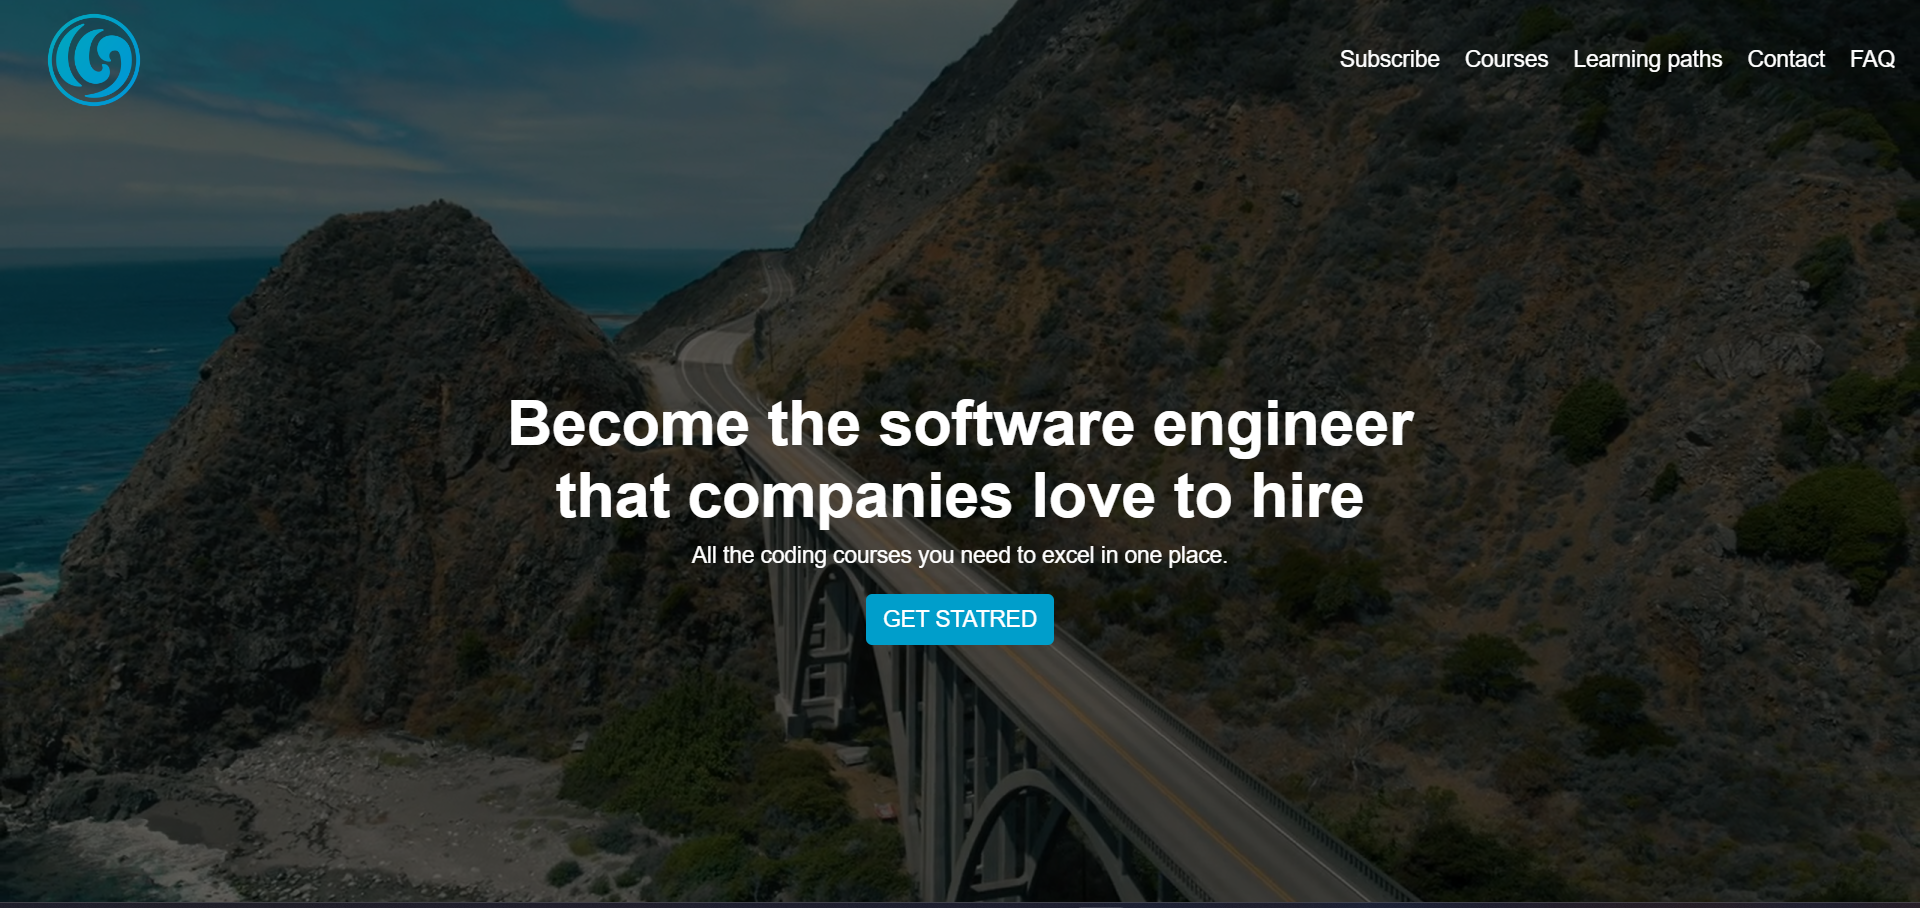 Subscribe Courses Learning paths Contact FAQ
Become the software engineer
that companies love to hire
All the coding courses you need to excel in one place.
GET STATRED